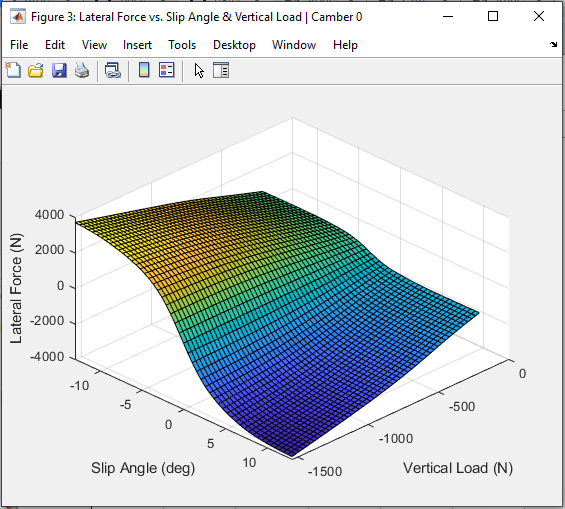 Figure 3: Lateral Force vs. Slip Angle & Vertical Load | Camber 0
File Edit View Insert Tools Desktop Window Help
4000
2000
0
-2000
-4000
Lateral Force (N)
-10
-5
0
5
10
Slip Angle (deg)
0
-500
-1000
-1500
Vertical Load (N)